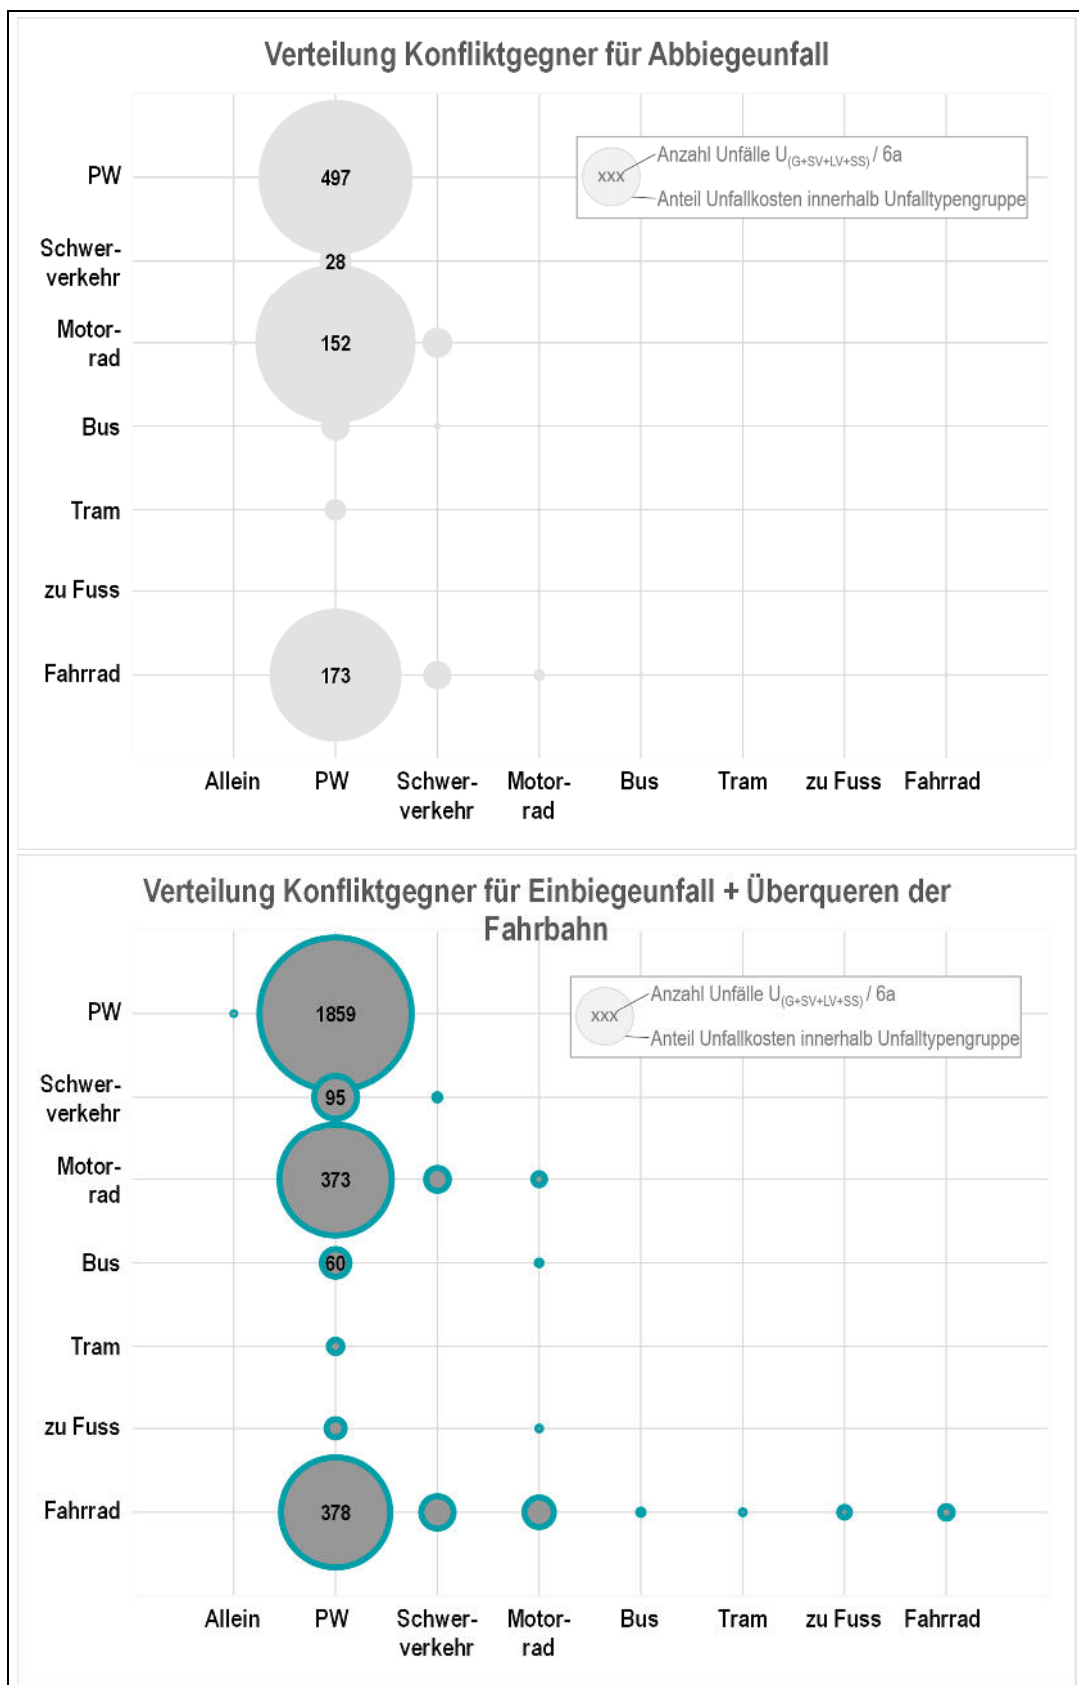 Verteilung Konfliktgegner für Abbiegeunfall
xxx
Anzahl Unfälle U(G+SV+LV+SS) / 6a
Anteil Unfallkosten innerhalb Unfalltypengruppe
PW
497
Schwer-
verkehr
28
Motor-
rad
152
Bus
Tram
zu Fuss
Fahrrad
173
Allein
PW
Schwer-
verkehr
Motor-
rad
Bus
Tram
zu Fuss
Fahrrad
Verteilung Konfliktgegner für Einbiegeunfall + Überqueren der
Fahrbahn
xxx
Anzahl Unfälle U(G+SV+LV+SS) / 6a
Anteil Unfallkosten innerhalb Unfalltypengruppe
PW
1859
Schwer-
verkehr
95
Motor-
rad
373
Bus
60
Tram
zu Fuss
Fahrrad
378
Allein
PW
Schwer-
verkehr
Motor-
rad
Bus
Tram
zu Fuss
Fahrrad